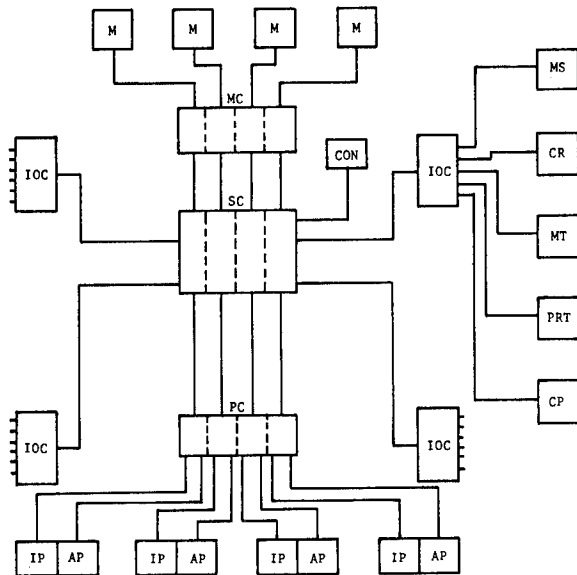 M M M M
MC
MS
CON
CR
IOC
IOC
SC
MT
PRT
PC
CP
IOC
IOC
IP AP IP AP IP AP IP AP